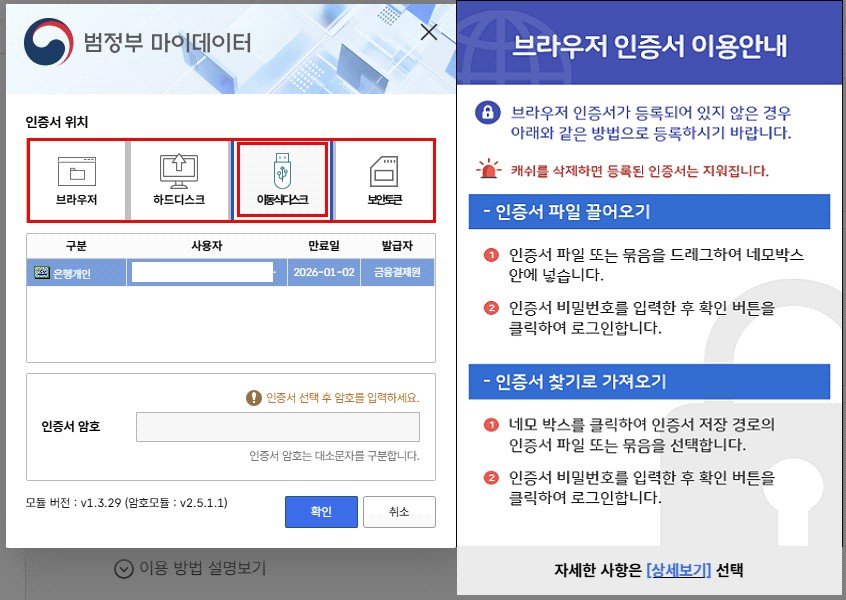 범정부 마이데이터
인증서 위치
브라우저
하드디스크
이동식디스크
보안토큰
구분 사용자 만료일 발급자
은행개인 2026-01-02 금융결제원
인증서 선택 후 암호를 입력하세요.
인증서 암호
인증서 암호는 대소문자를 구분합니다.
모듈 버전 : v1.3.29 (암호모듈 : v2.5.1.1)
확인
취소
이용 방법 설명보기
브라우저 인증서 이용안내
브라우저 인증서가 등록되어 있지 않은 경우
아래와 같은 방법으로 등록하시기 바랍니다.
캐쉬를 삭제하면 등록된 인증서는 지워집니다.
- 인증서 파일 끌어오기
1 인증서 파일 또는 묶음을 드레그하여 네모박스
안에 넣습니다.
2 인증서 비밀번호를 입력한 후 확인 버튼을
클릭하여 로그인합니다.
- 인증서 찾기로 가져오기
1 네모 박스를 클릭하여 인증서 저장 경로의
인증서 파일 또는 묶음을 선택합니다.
2 인증서 비밀번호를 입력한 후 확인 버튼을
클릭하여 로그인합니다.
자세한 사항은 [상세보기] 선택